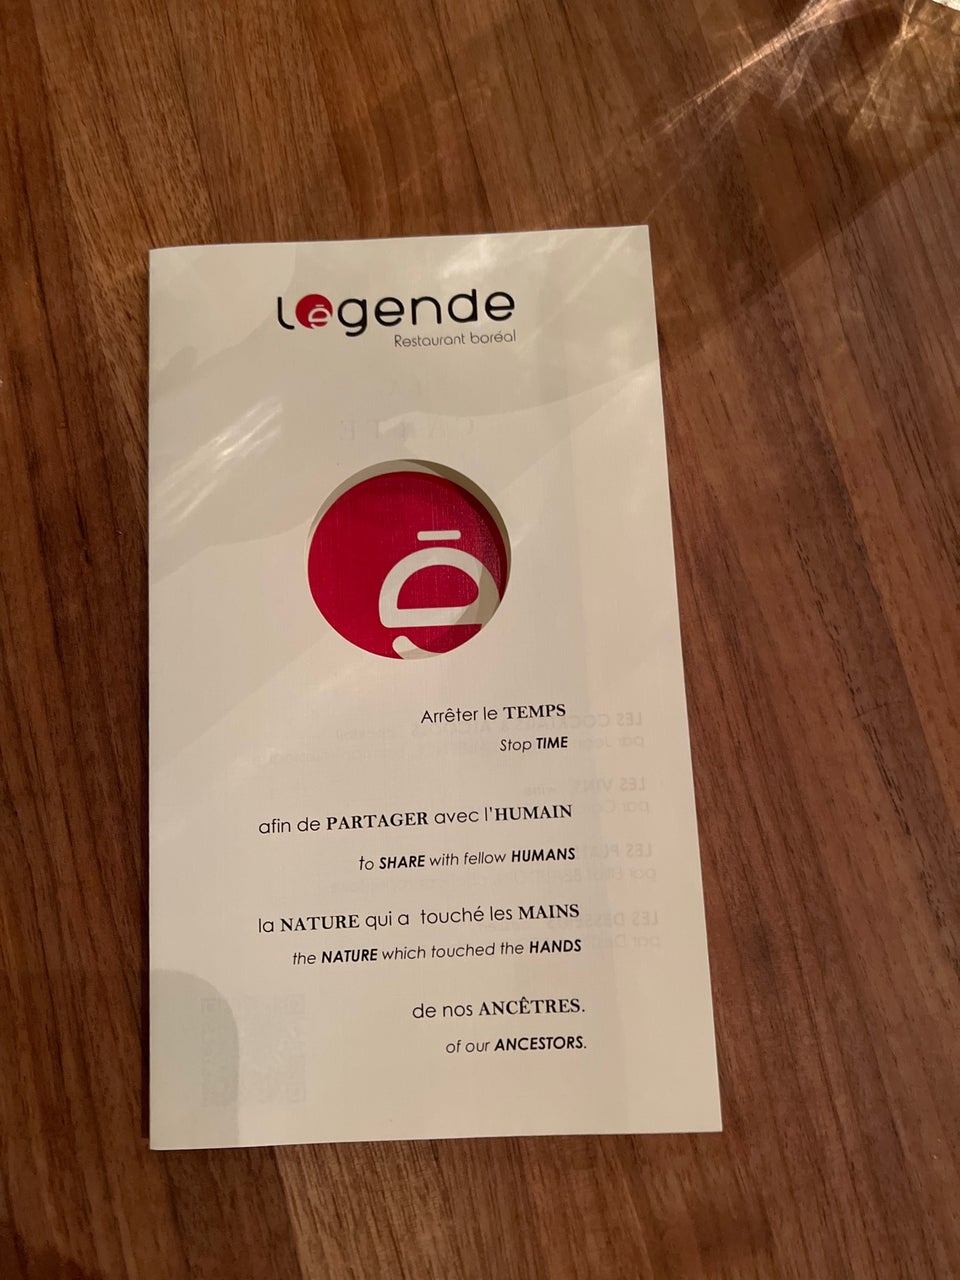 Légende
Restaurant boréal
é
Arrêter le TEMPS
Stop TIME
afin de PARTAGER avec l'HUMAIN
to SHARE with fellow HUMANS
la NATURE qui a touché les MAINS
the NATURE which touched the HANDS
de nos ANCÊTRES.
of our ANCESTORS.